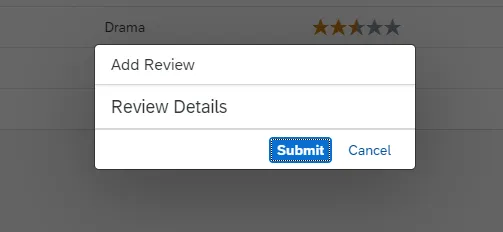 Drama
Add Review
Review Details
Submit Cancel